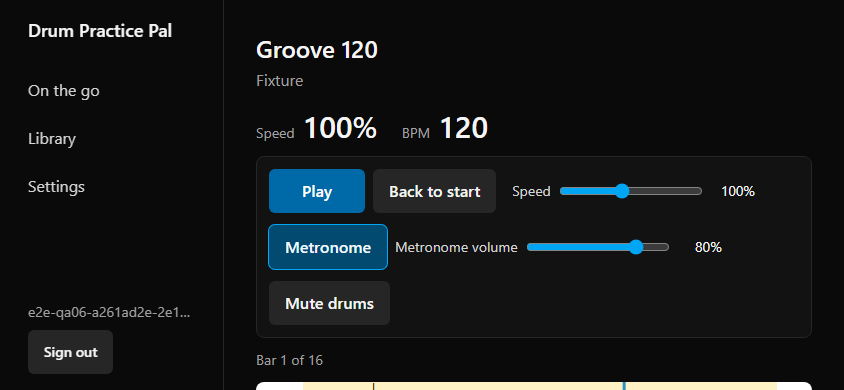 Drum Practice Pal
On the go
Library
Settings
e2e-qa06-a261ad2e-2e1...
Sign out
Groove 120
Fixture
Speed 100% BPM 120
Play Back to start Speed 100%
Metronome Metronome volume 80%
Mute drums
Bar 1 of 16